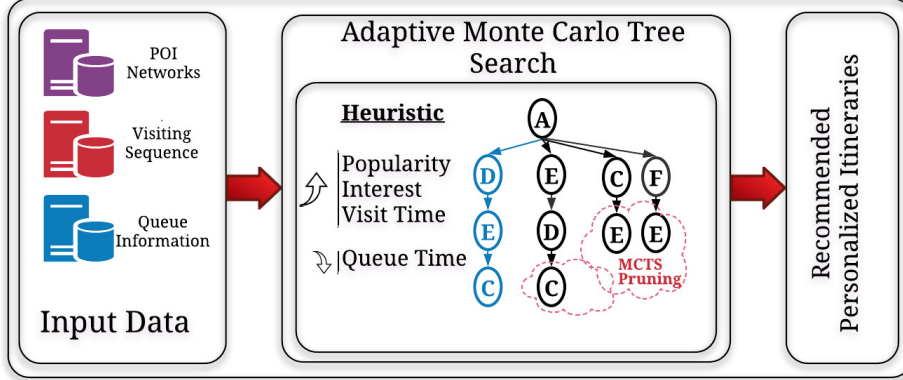 POI
Networks
Visiting
Sequence
Queue
Information
Input Data
Adaptive Monte Carlo Tree
Search
Heuristic
Popularity
Interest
Visit Time
Queue Time
A
D E C F
E D E E
C C
MCTS
Pruning
Recommended
Personalized Itineraries